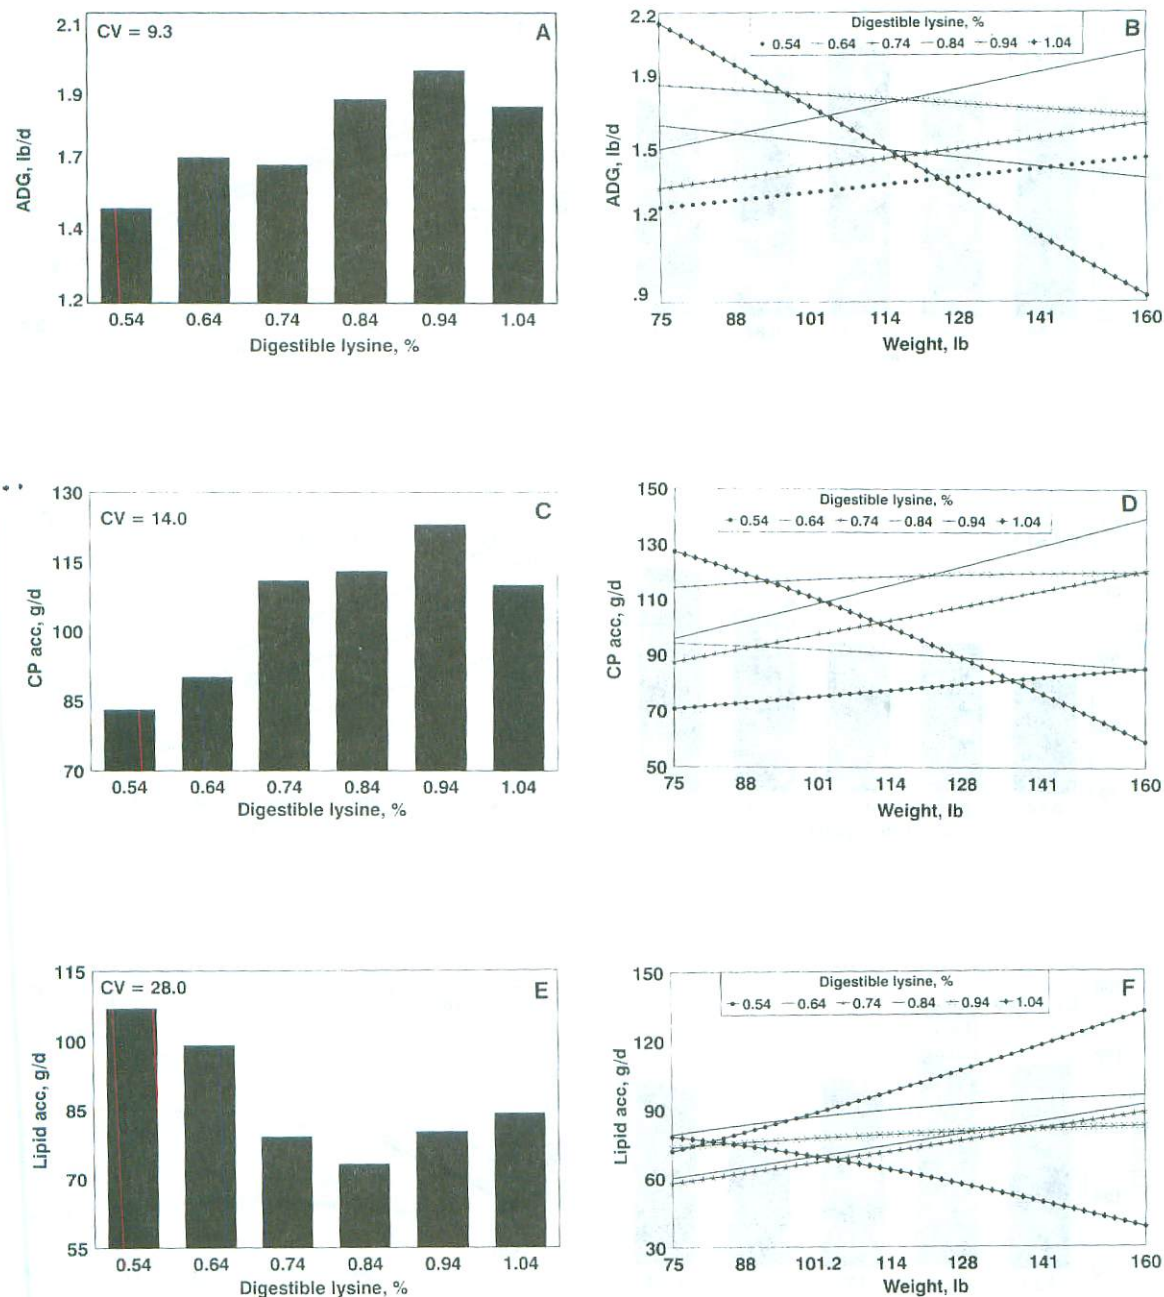 2.1
CV = 9.3
A
1.9
1.7
1.4
1.2
ADG, lb/d
0.54 0.64 0.74 0.84 0.94 1.04
Digestible lysine, %
2.2
Digestible lysine, %
B
0.54 0.64 0.74 0.84 0.94 1.04
1.9
1.5
1.2
.9
ADG, lb/d
75 88 101 114 128 141 160
Weight, lb
130
CV = 14.0
C
115
100
85
70
CP acc, g/d
0.54 0.64 0.74 0.84 0.94 1.04
Digestible lysine, %
150
Digestible lysine, %
D
0.54 0.64 0.74 0.84 0.94 1.04
130
110
90
70
50
CP acc, g/d
75 88 101 114 128 141 160
Weight, lb
115
CV = 28.0
E
100
85
70
55
Lipid acc, g/d
0.54 0.64 0.74 0.84 0.94 1.04
Digestible lysine, %
150
Digestible lysine, %
F
0.54 0.64 0.74 0.84 0.94 1.04
120
90
60
30
Lipid acc, g/d
75 88 101.2 114 128 141 160
Weight, lb